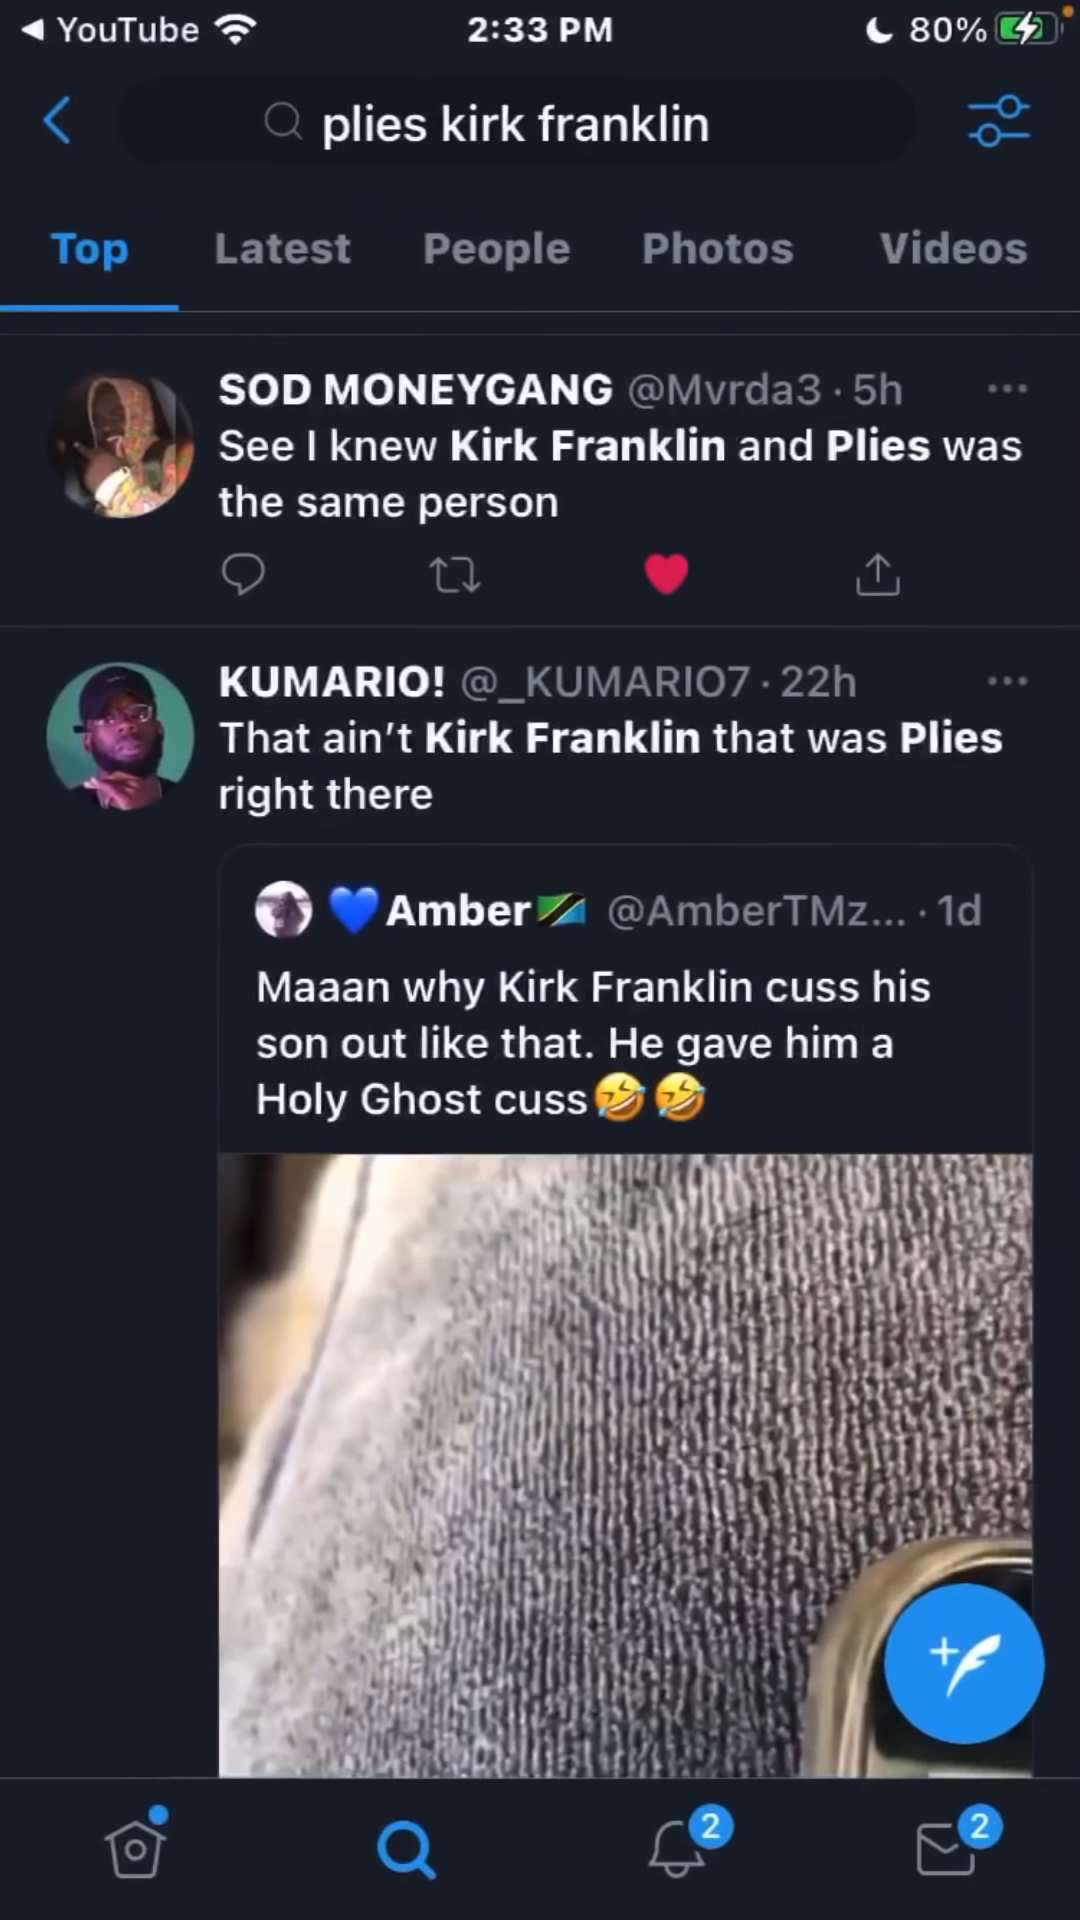 YouTube 2:33 PM 80%
plies kirk franklin
Top Latest People Photos Videos
SOD MONEYGANG @Mvrda3 · 5h
See I knew Kirk Franklin and Plies was
the same person
KUMARIO! @_KUMARIO7 · 22h
That ain't Kirk Franklin that was Plies
right there
💙Amber🇹🇿 @AmberTMz... · 1d
Maaan why Kirk Franklin cuss his
son out like that. He gave him a
Holy Ghost cuss🤣🤣
2 2